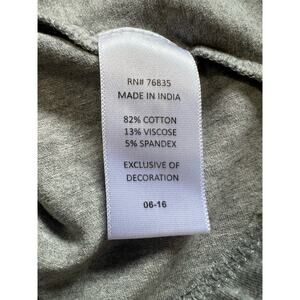 RN# 76835
MADE IN INDIA
82% COTTON
13% VISCOSE
5% SPANDEX
EXCLUSIVE OF
DECORATION
06-16